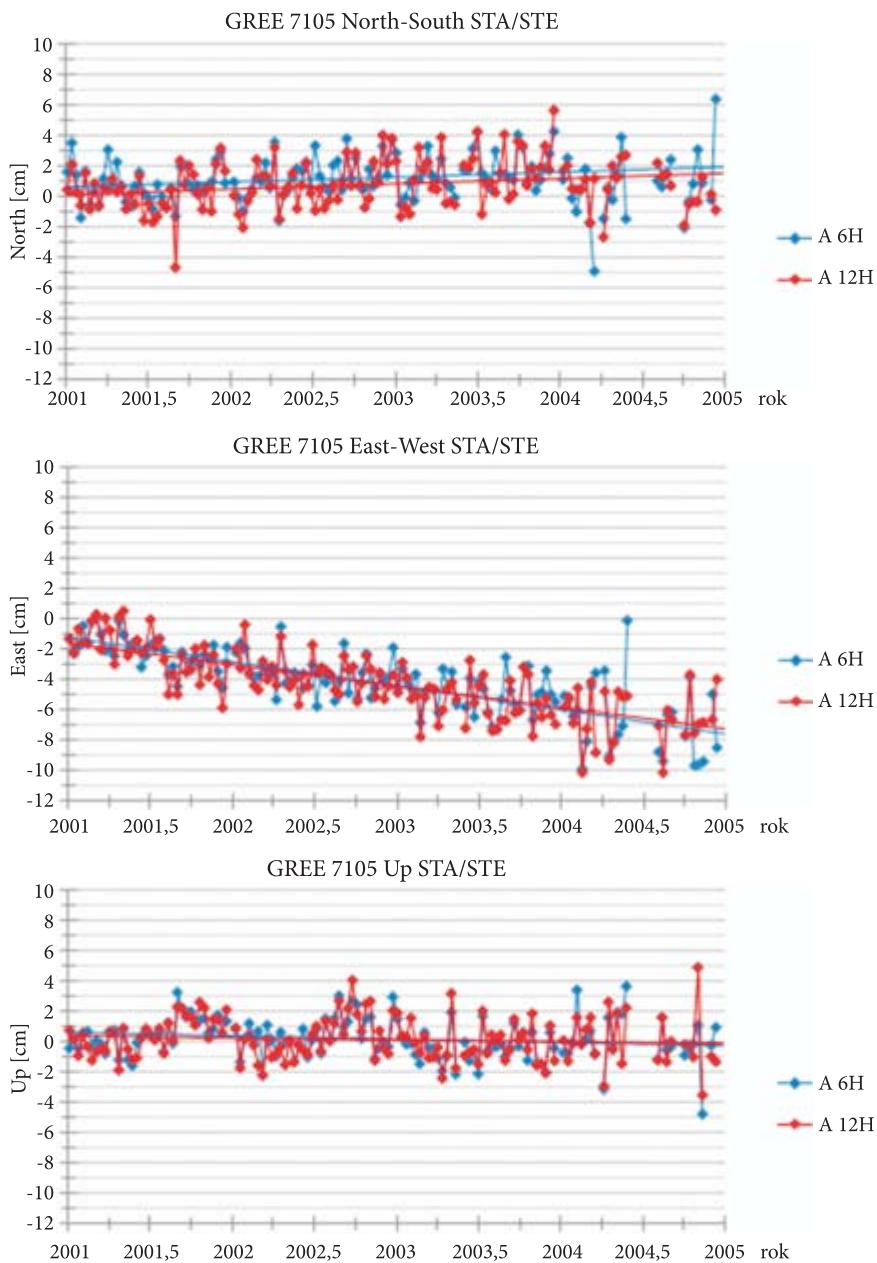 GREE 7105 North-South STA/STE
10
8
6
4
2
0
-2
-4
-6
-8
-10
-12
North [cm]
2001 2001,5 2002 2002,5 2003 2003,5 2004 2004,5 2005 rok
A 6H
A 12H
GREE 7105 East-West STA/STE
10
8
6
4
2
0
-2
-4
-6
-8
-10
-12
East [cm]
2001 2001,5 2002 2002,5 2003 2003,5 2004 2004,5 2005 rok
A 6H
A 12H
GREE 7105 Up STA/STE
10
8
6
4
2
0
-2
-4
-6
-8
-10
-12
Up [cm]
2001 2001,5 2002 2002,5 2003 2003,5 2004 2004,5 2005 rok
A 6H
A 12H